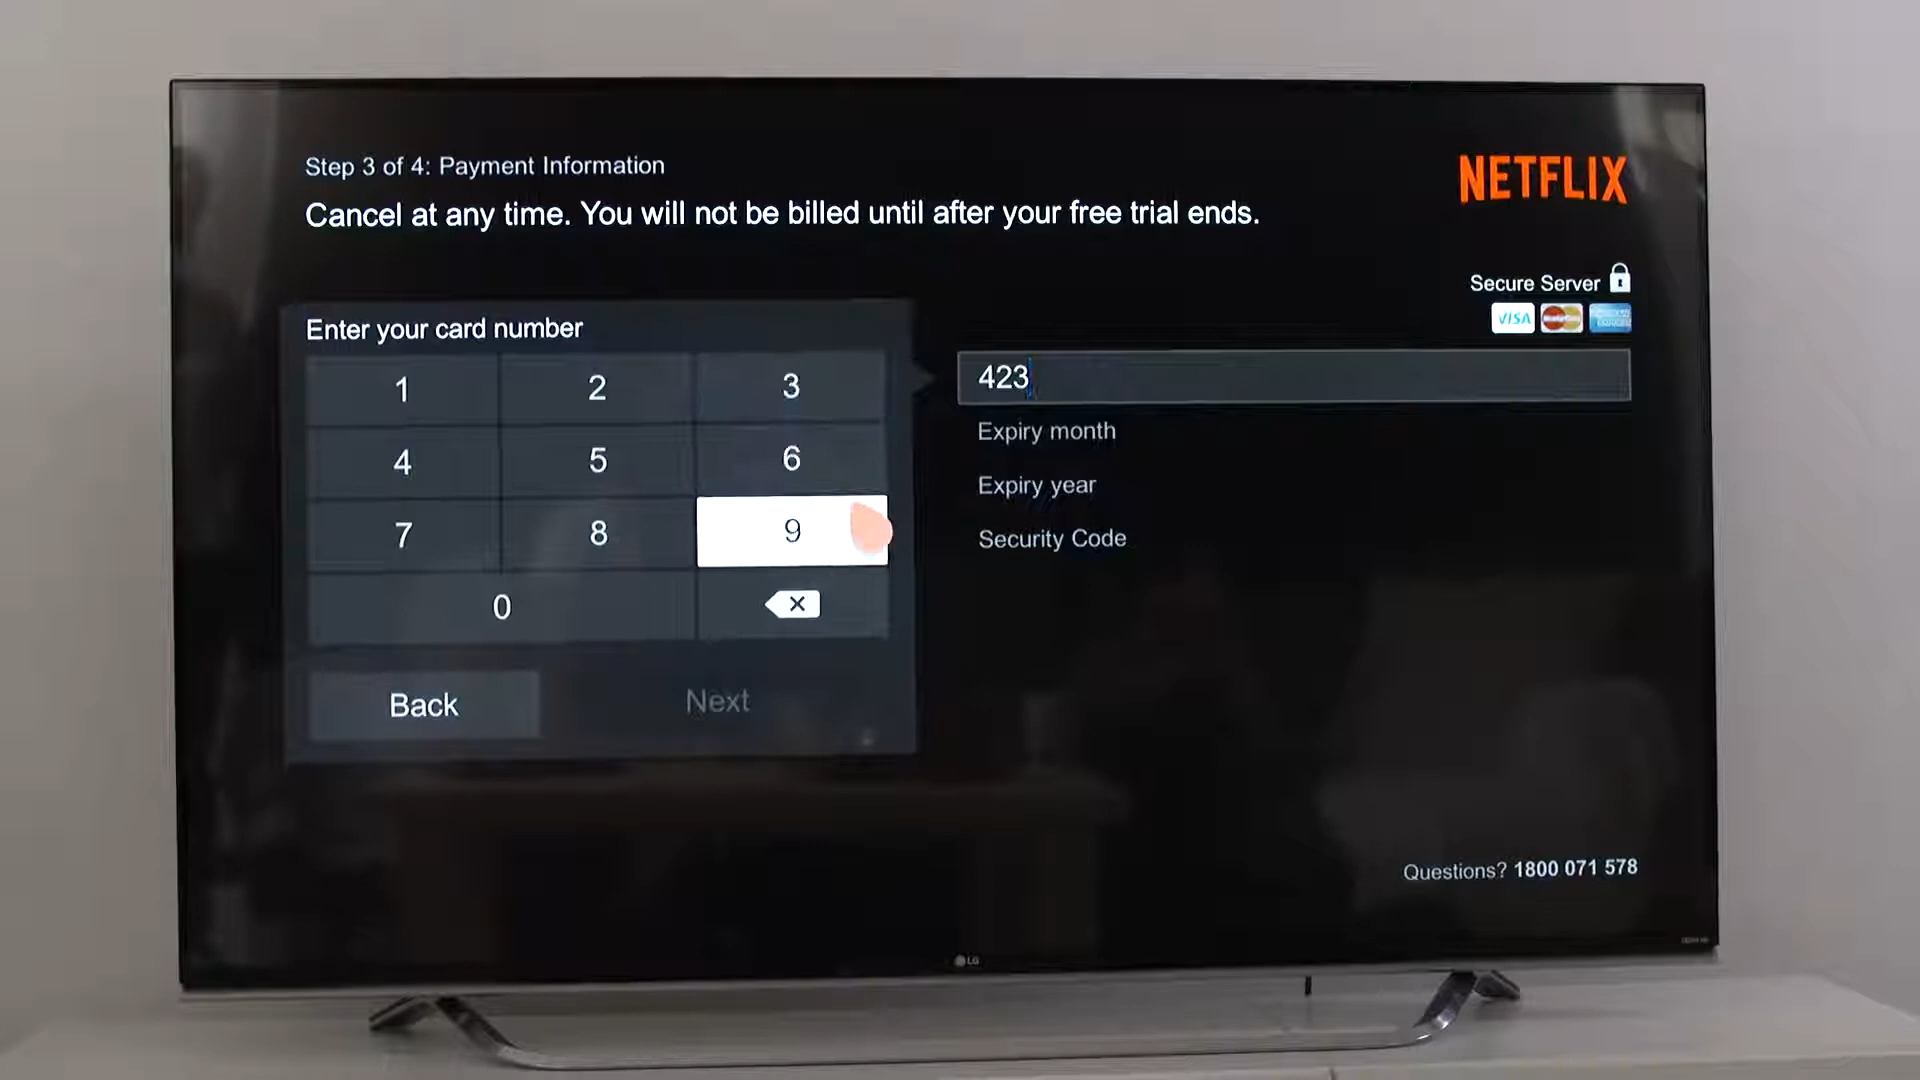 Step 3 of 4: Payment Information
NETFLIX
Cancel at any time. You will not be billed until after your free trial ends.
Secure Server
VISA MasterCard
Enter your card number
1 2 3
423
Expiry month
4 5 6
Expiry year
7 8 9
Security Code
0
Back Next
Questions? 1800 071 578
LG